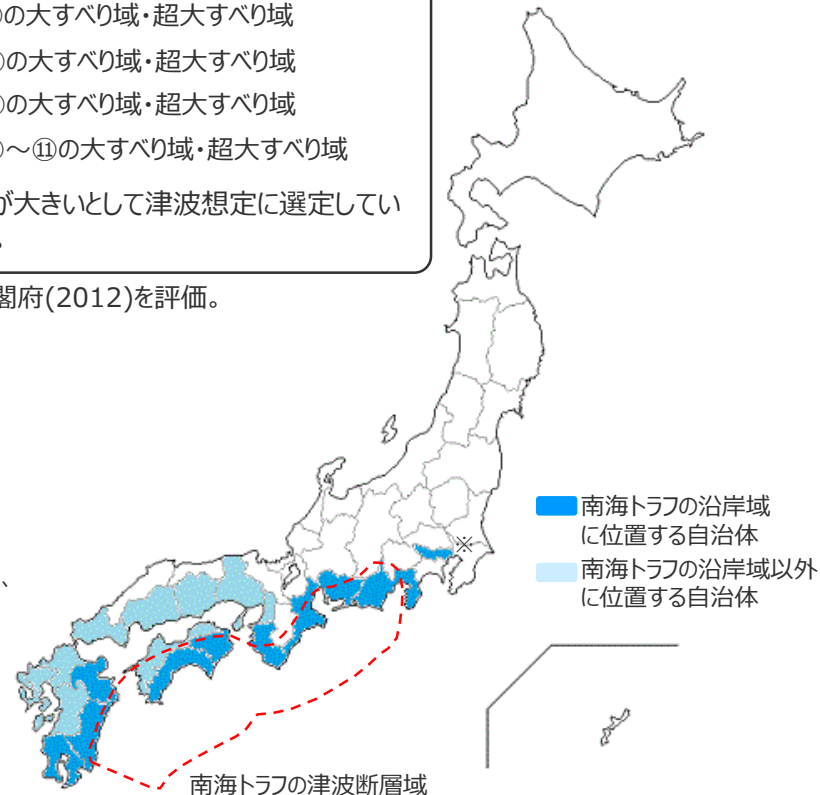 の大すべり域・超大すべり域
の大すべり域・超大すべり域
の大すべり域・超大すべり域
～⑪の大すべり域・超大すべり域
が大きいとして津波想定に選定してい
閣府(2012)を評価。
※
南海トラフの沿岸域
に位置する自治体
南海トラフの沿岸域以外
に位置する自治体
南海トラフの津波断層域